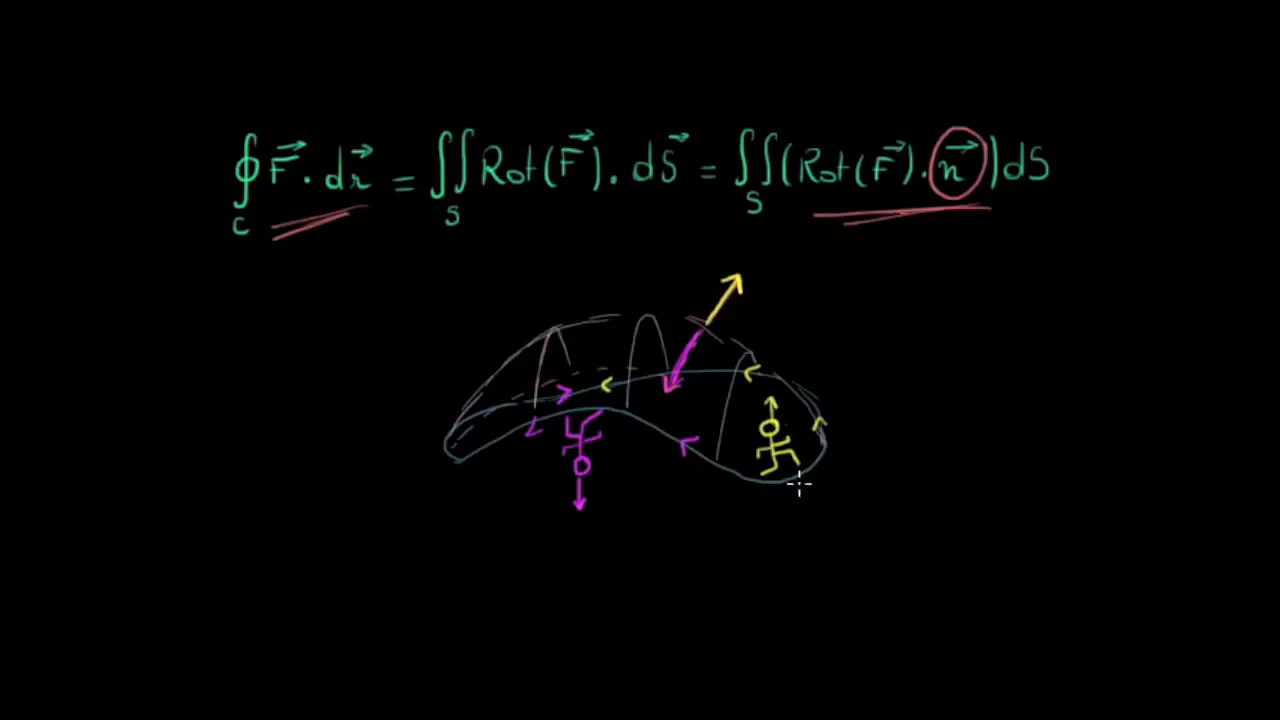 ∮_C F⃗ · dr⃗ = ∬_S Rot(F⃗) · dS⃗ = ∬_S (Rot(F⃗) · n⃗) dS